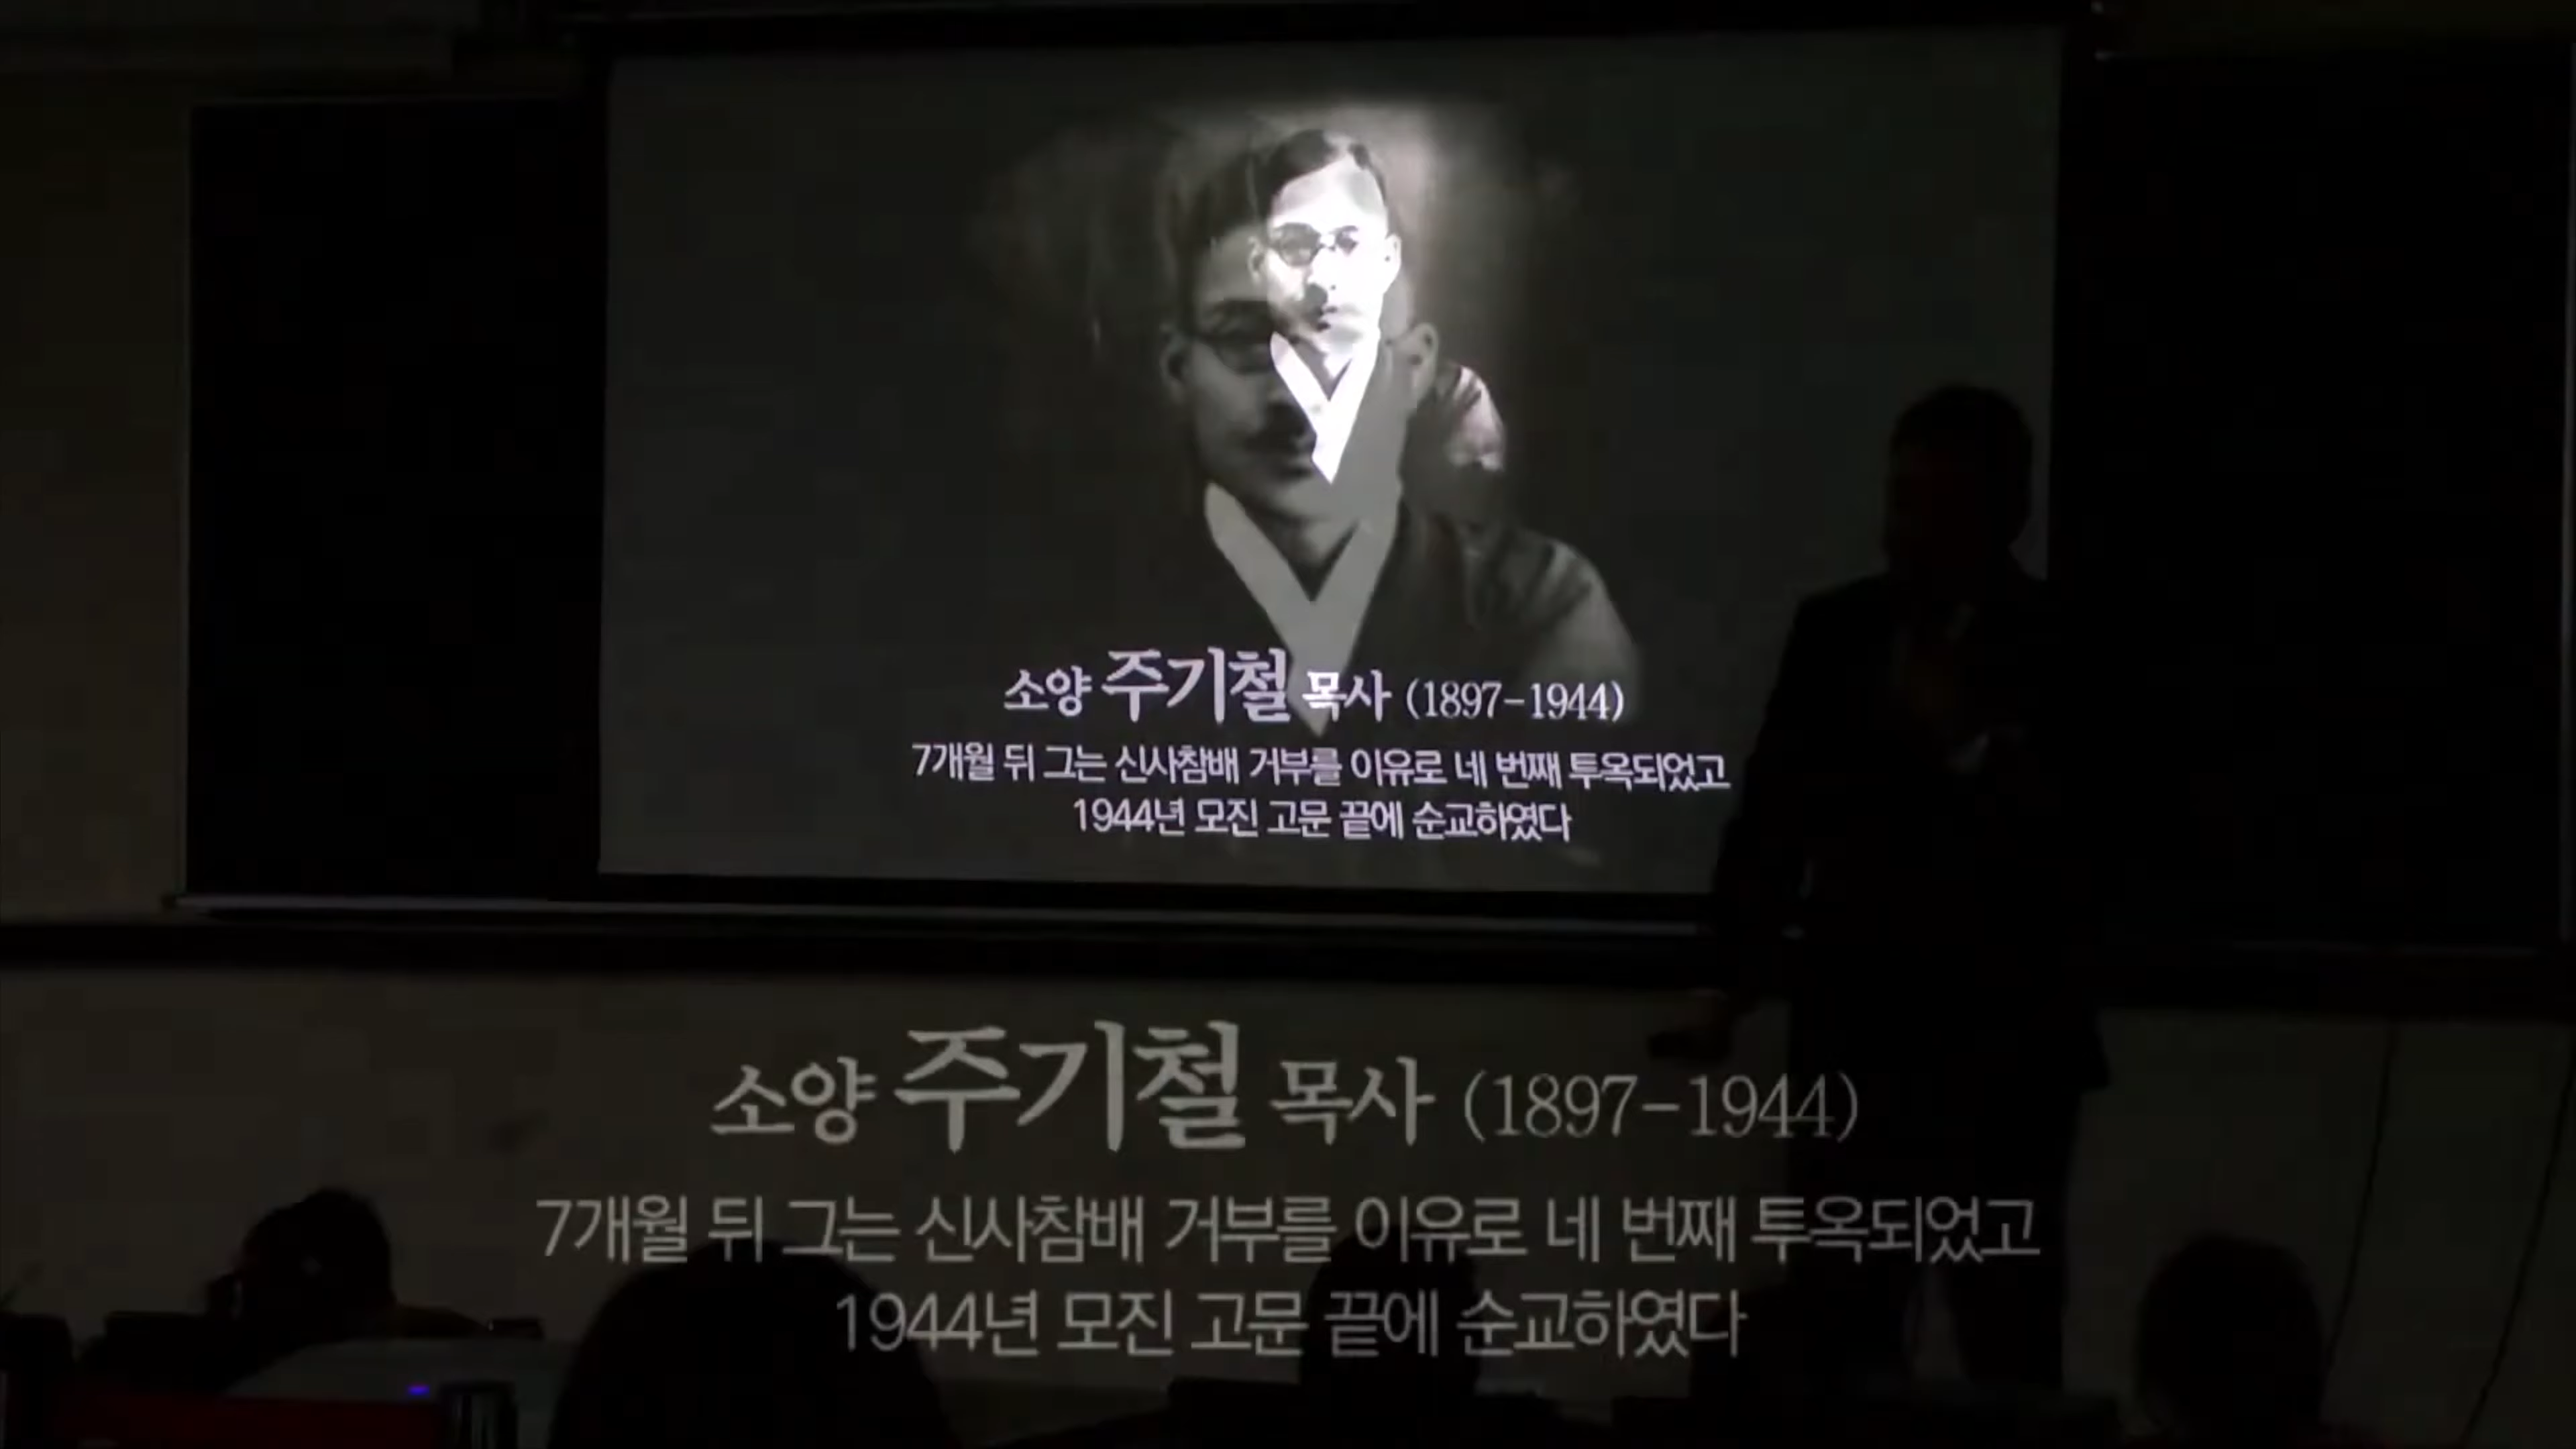 소양 주기철 목사 (1897-1944)
7개월 뒤 그는 신사참배 거부를 이유로 네 번째 투옥되었고
1944년 모진 고문 끝에 순교하였다
소양 주기철 목사 (1897-1944)
7개월 뒤 그는 신사참배 거부를 이유로 네 번째 투옥되었고
1944년 모진 고문 끝에 순교하였다